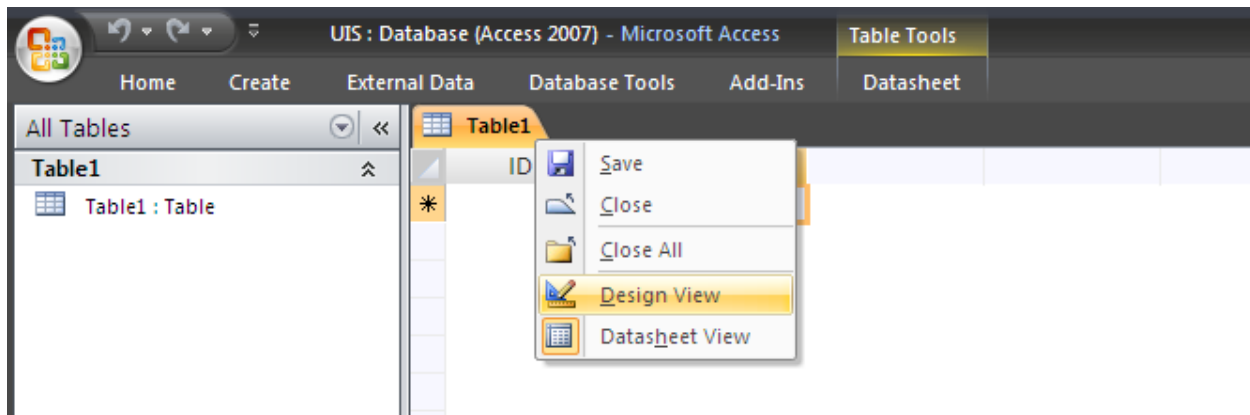 UIS : Database (Access 2007) - Microsoft Access
Table Tools
Home
Create
External Data
Database Tools
Add-Ins
Datasheet
All Tables
Table1
Table1
Table1 : Table
ID
Save
Close
Close All
Design View
Datasheet View